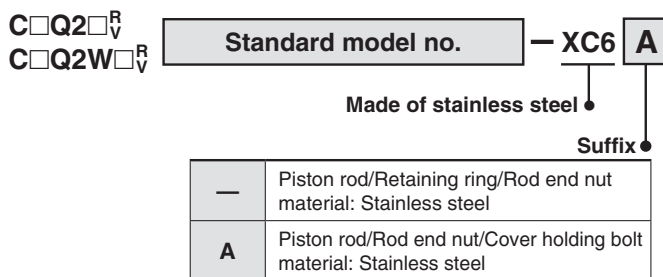 C□Q2□R/V Standard model no. — XC6 A
C□Q2W□R/V
Made of stainless steel
Suffix
— Piston rod/Retaining ring/Rod end nut
material: Stainless steel
A Piston rod/Rod end nut/Cover holding bolt
material: Stainless steel